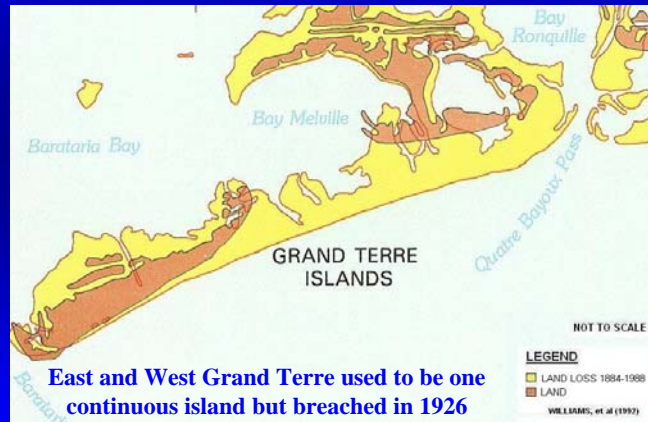 Bay
Ronquille
Bay Melville
Barataria Bay
Quatre Bayoux Pass
GRAND TERRE
ISLANDS
NOT TO SCALE
LEGEND
LAND LOSS 1884-1988
LAND
WILLIAMS, et al (1992)
East and West Grand Terre used to be one
continuous island but breached in 1926